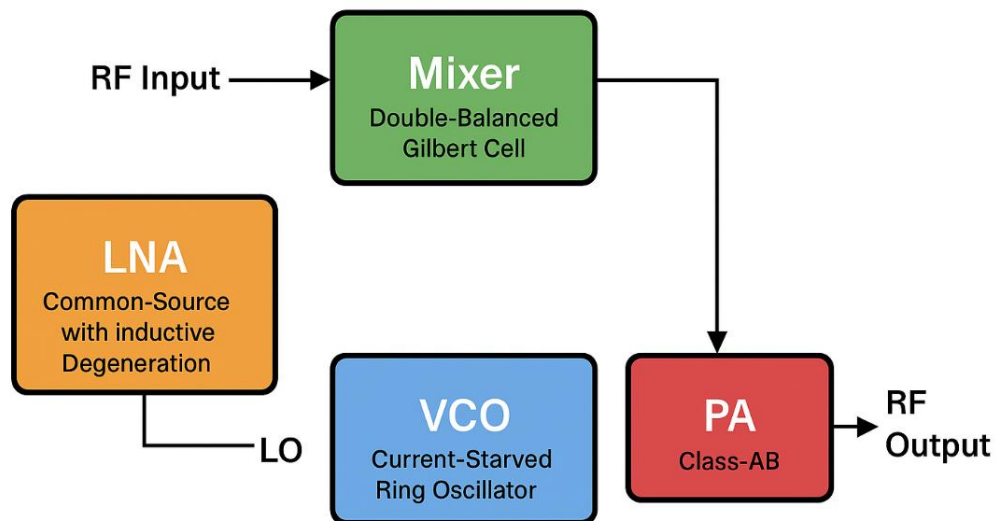 RF Input
Mixer
Double-Balanced
Gilbert Cell
LNA
Common-Source
with inductive
Degeneration
LO
VCO
Current-Starved
Ring Oscillator
PA
Class-AB
RF
Output